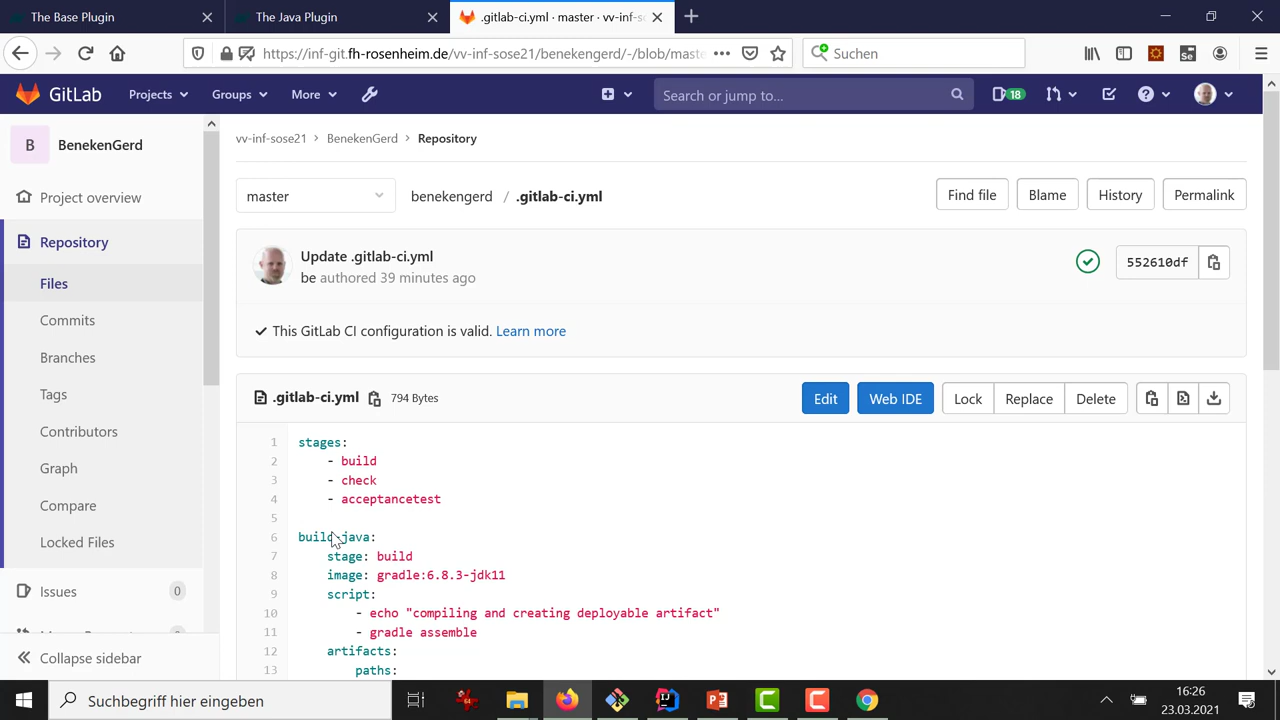 The Base Plugin
The Java Plugin
.gitlab-ci.yml · master · vv-inf-so
https://inf-git.fh-rosenheim.de/vv-inf-sose21/benekengerd/-/blob/maste
Suchen
GitLab
Projects
Groups
More
Search or jump to...
18
B
BenekenGerd
Project overview
Repository
Files
Commits
Branches
Tags
Contributors
Graph
Compare
Locked Files
Issues
0
Collapse sidebar
vv-inf-sose21 > BenekenGerd > Repository
master
benekengerd / .gitlab-ci.yml
Find file
Blame
History
Permalink
Update .gitlab-ci.yml
be authored 39 minutes ago
552610df
This GitLab CI configuration is valid. Learn more
.gitlab-ci.yml 794 Bytes
Edit
Web IDE
Lock
Replace
Delete
1 stages:
2 - build
3 - check
4 - acceptancetest
5
6 build-java:
7 stage: build
8 image: gradle:6.8.3-jdk11
9 script:
10 - echo "compiling and creating deployable artifact"
11 - gradle assemble
12 artifacts:
13 paths:
Suchbegriff hier eingeben
16:26
23.03.2021